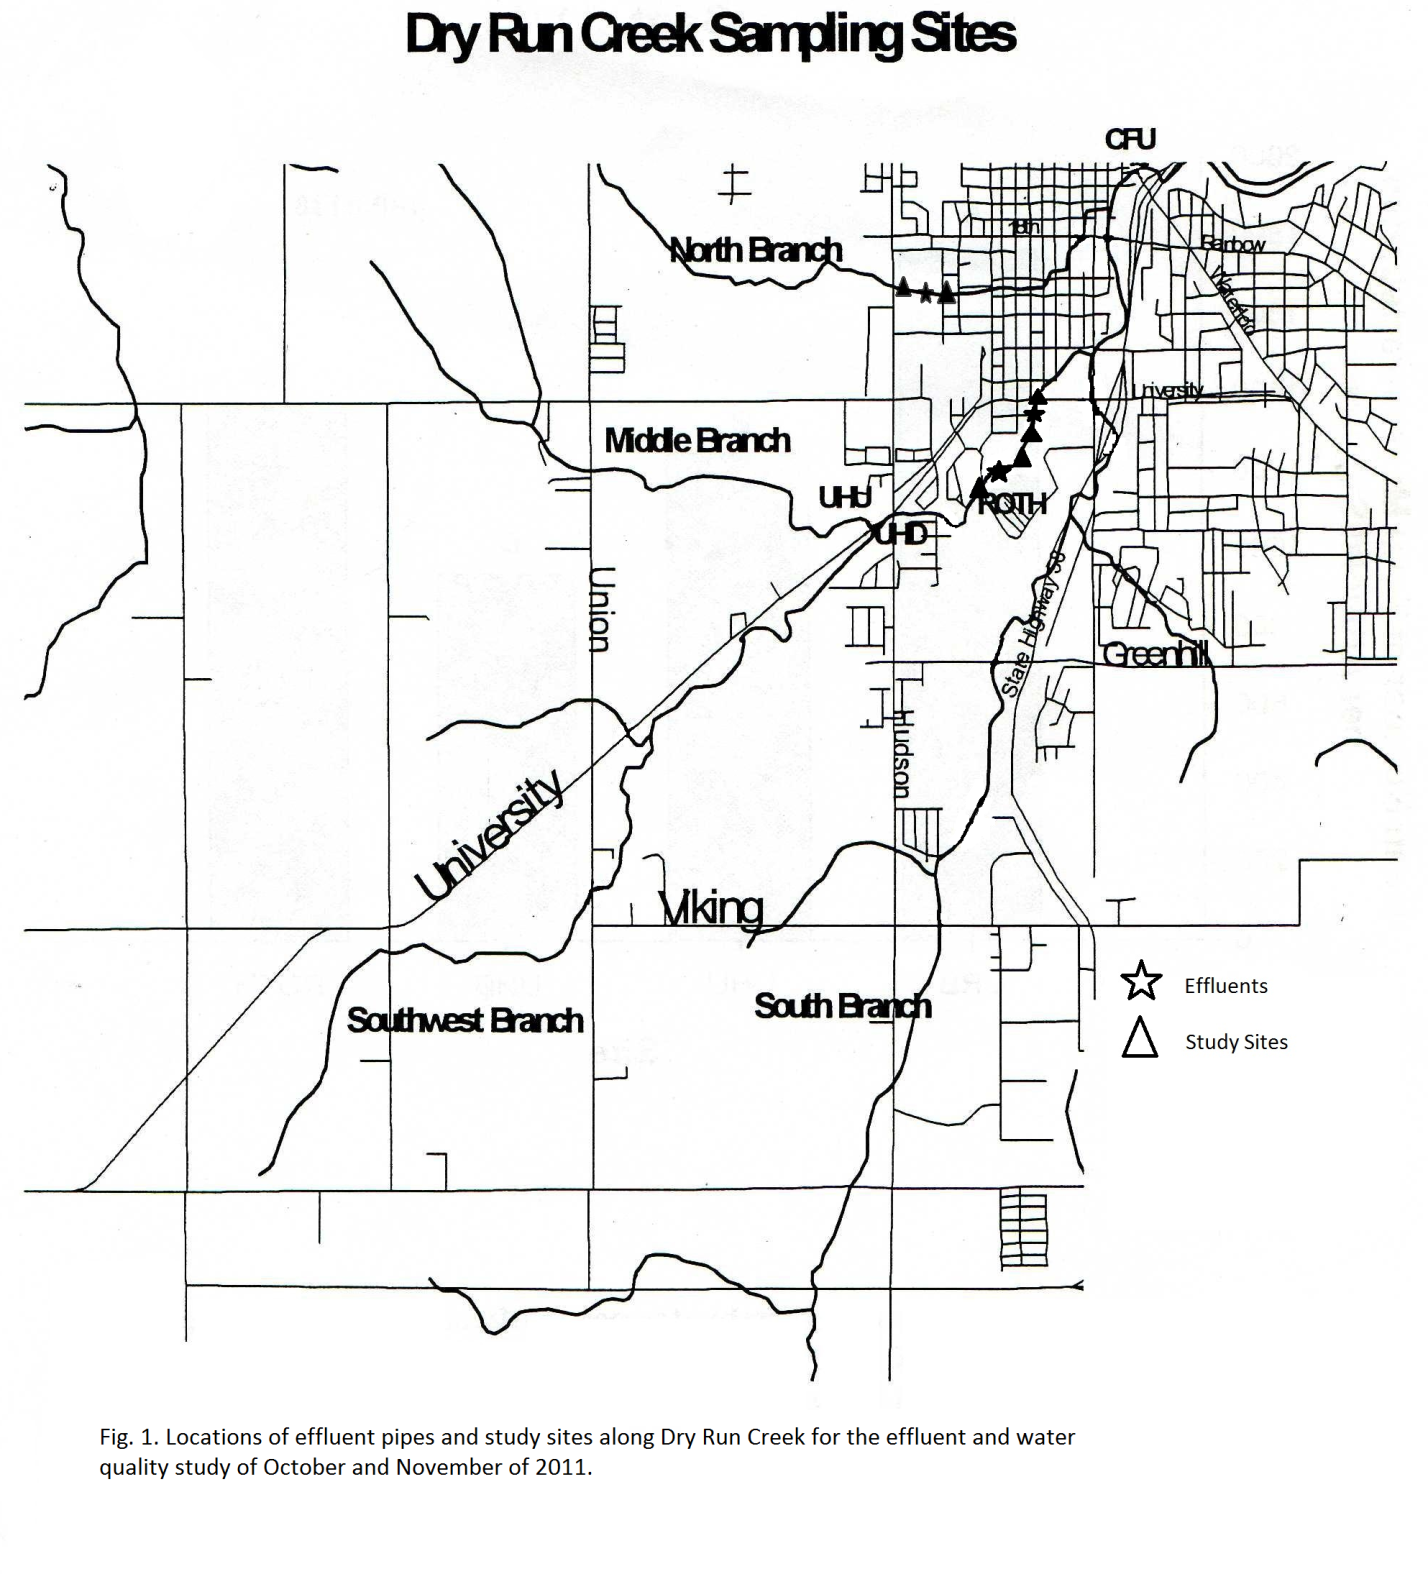 Dry Run Creek Sampling Sites
CFU
18th
North Branch
Rainbow
Waterloo
University
Middle Branch
UHU
ROTH
UHD
Union
State Highway 58
Greenhill
Hudson
University
Viking
Effluents
South Branch
Southwest Branch
Study Sites
Fig. 1. Locations of effluent pipes and study sites along Dry Run Creek for the effluent and water
quality study of October and November of 2011.